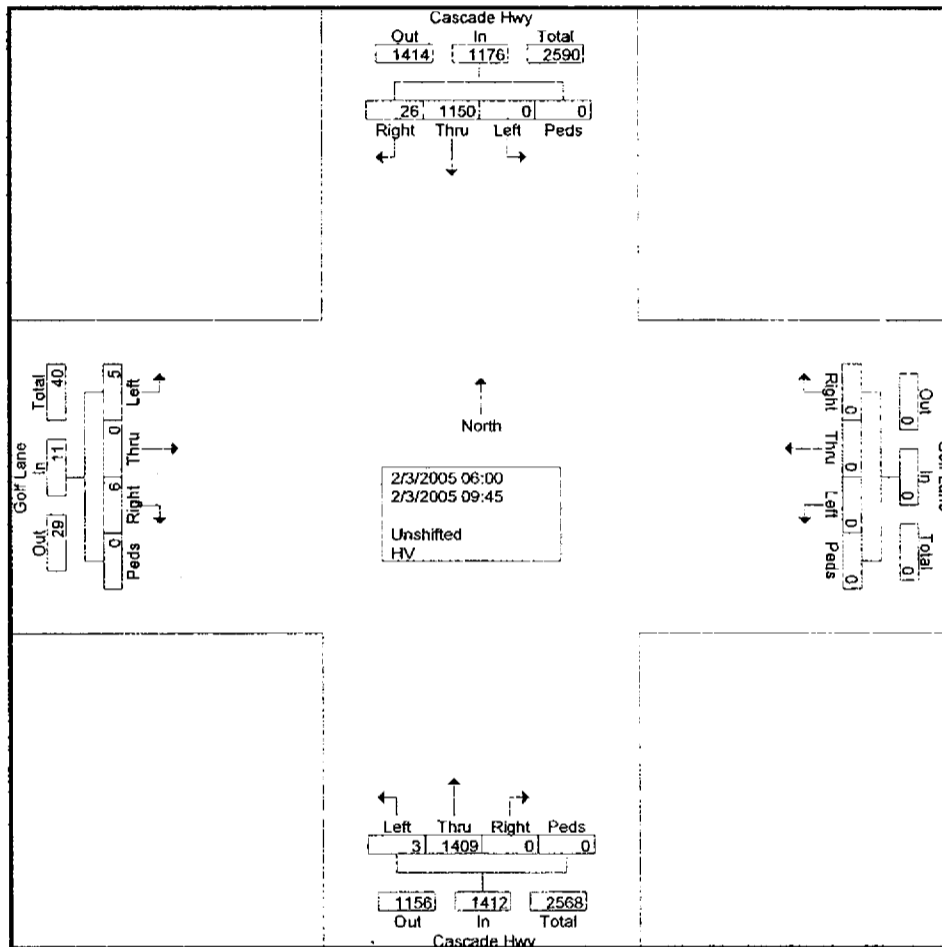 Cascade Hwy
Out In Total
1414 1176 2590
26 1150 0 0
Right Thru Left Peds
Golf Lane
Total In Out
40 11 29
5 0 6 0
Left Thru Right Peds
North
2/3/2005 06:00
2/3/2005 09:45
Unshifted
HV
Right Thru Left Peds
0 0 0 0
Out In Total
0 0 0
Left Thru Right Peds
3 1409 0 0
1156 1412 2568
Out In Total
Cascade Hwy